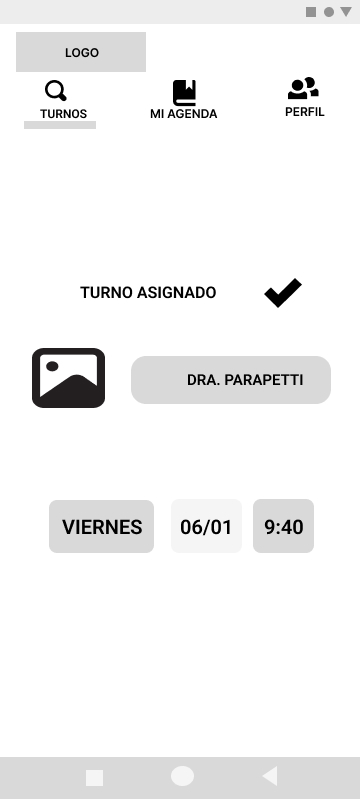 LOGO
TURNOS
MI AGENDA
PERFIL
TURNO ASIGNADO
DRA. PARAPETTI
VIERNES
06/01
9:40